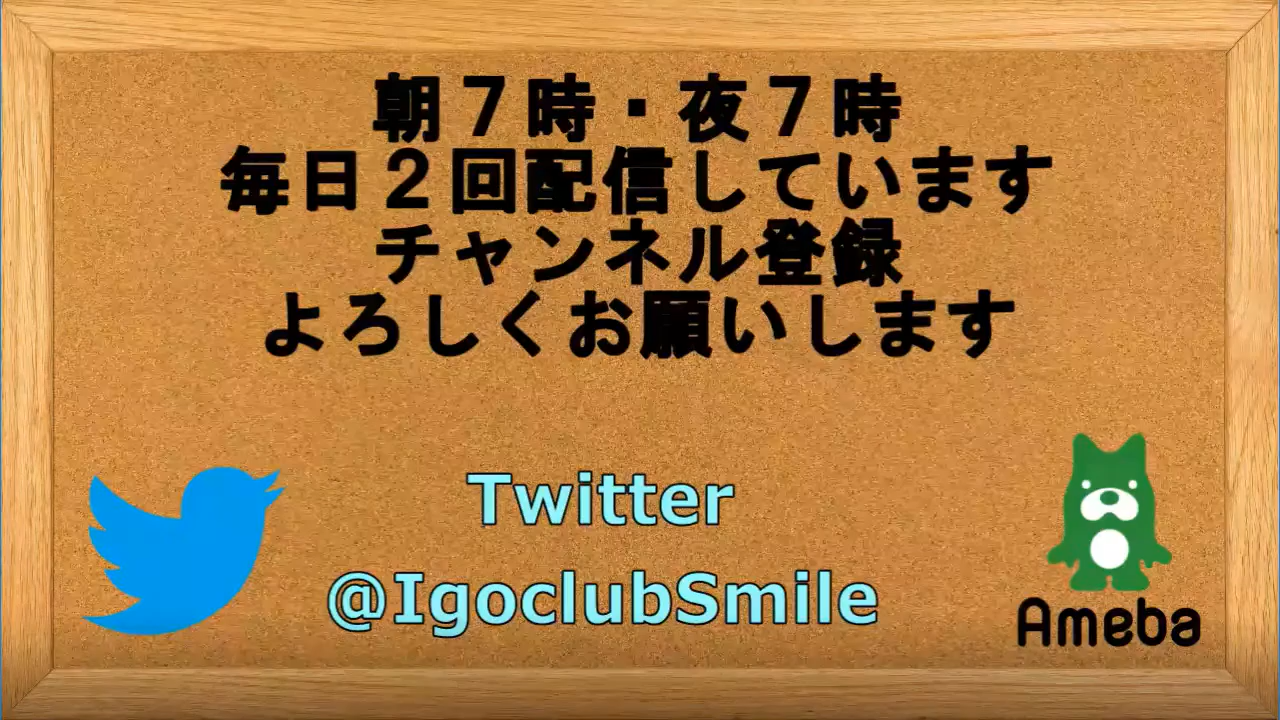 朝７時・夜７時
毎日２回配信しています
チャンネル登録
よろしくお願いします
Twitter
@IgoclubSmile
Ameba